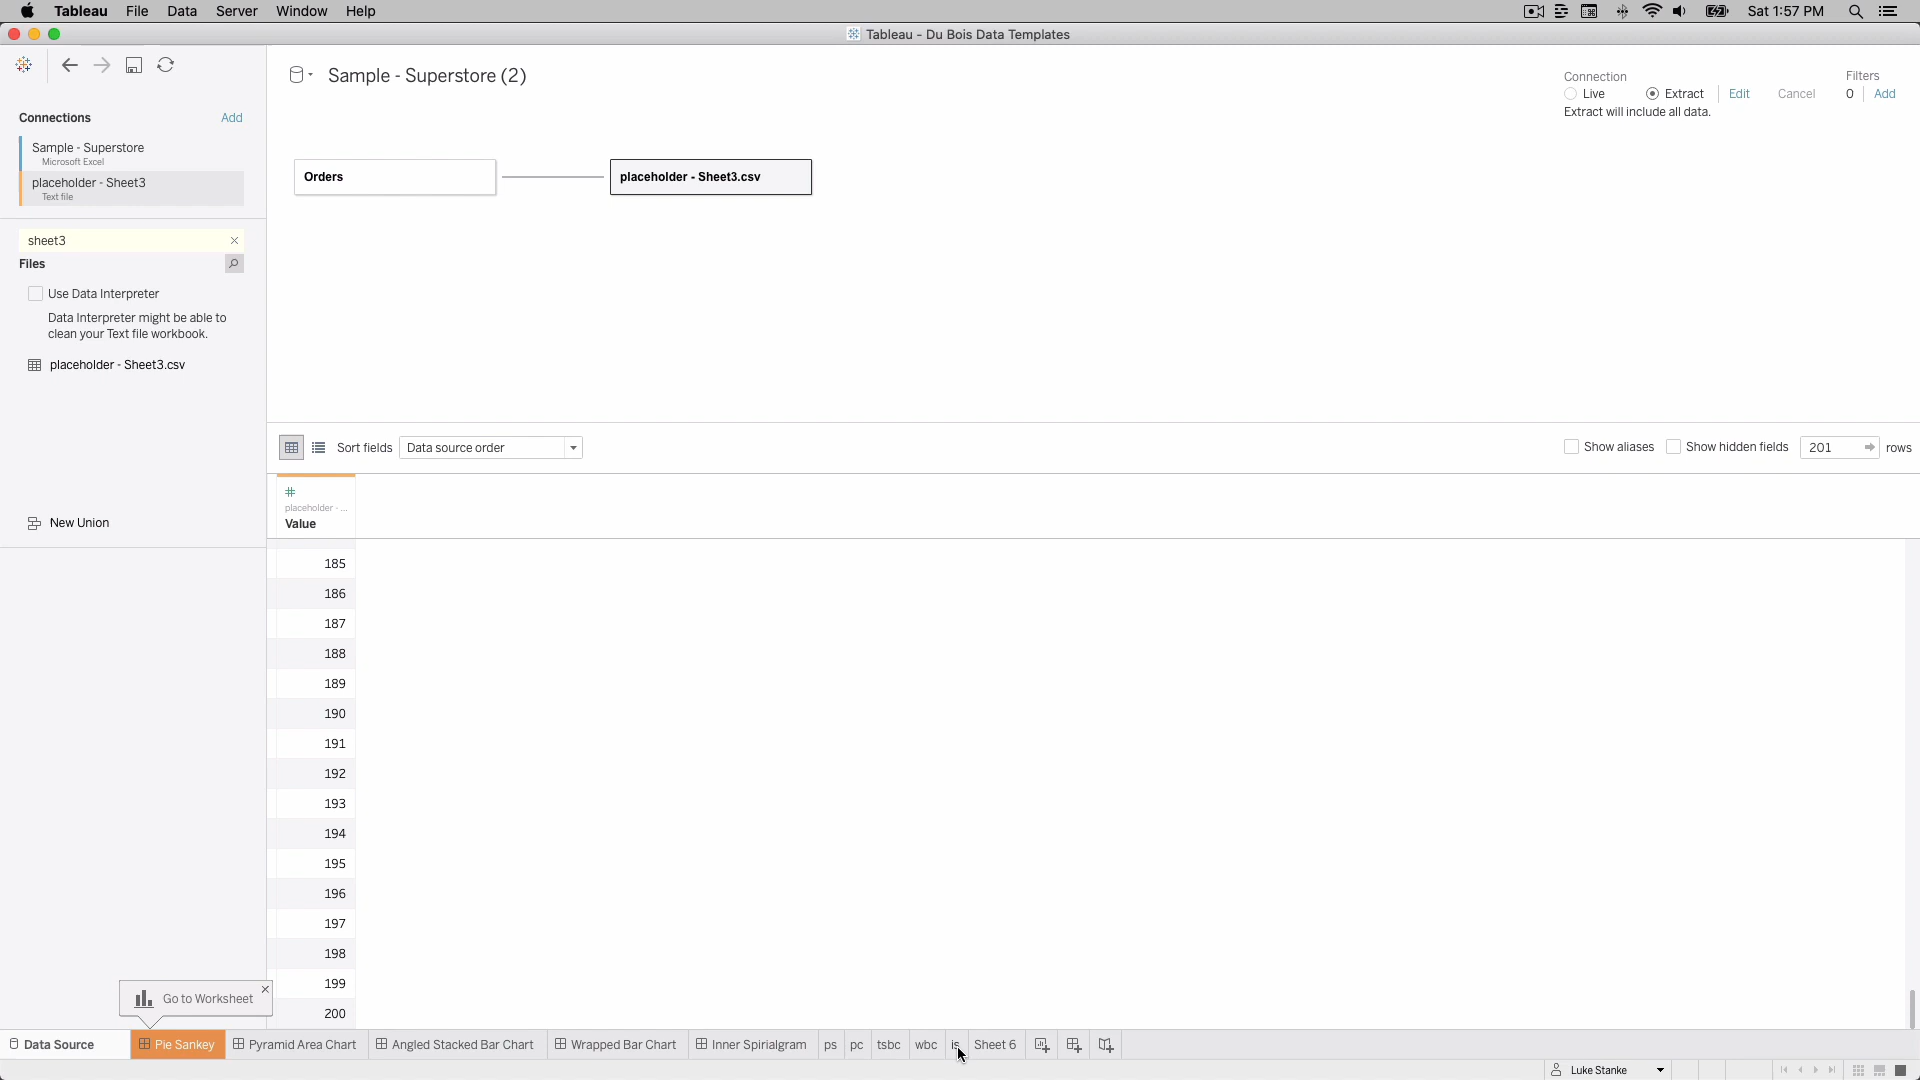 Tableau File Data Server Window Help Sat 1:57 PM
Tableau - Du Bois Data Templates
Sample - Superstore (2)
Connection
Live Extract Edit Cancel
Extract will include all data.
Filters
0 Add
Connections Add
Sample - Superstore
Microsoft Excel
placeholder - Sheet3
Text file
sheet3
Files
Use Data Interpreter
Data Interpreter might be able to
clean your Text file workbook.
placeholder - Sheet3.csv
New Union
Orders
placeholder - Sheet3.csv
Sort fields Data source order
Show aliases Show hidden fields 201 rows
#
placeholder - ...
Value
185
186
187
188
189
190
191
192
193
194
195
196
197
198
199
200
Go to Worksheet
Data Source Pie Sankey Pyramid Area Chart Angled Stacked Bar Chart Wrapped Bar Chart Inner Spirialgram ps pc tsbc wbc is Sheet 6
Luke Stanke